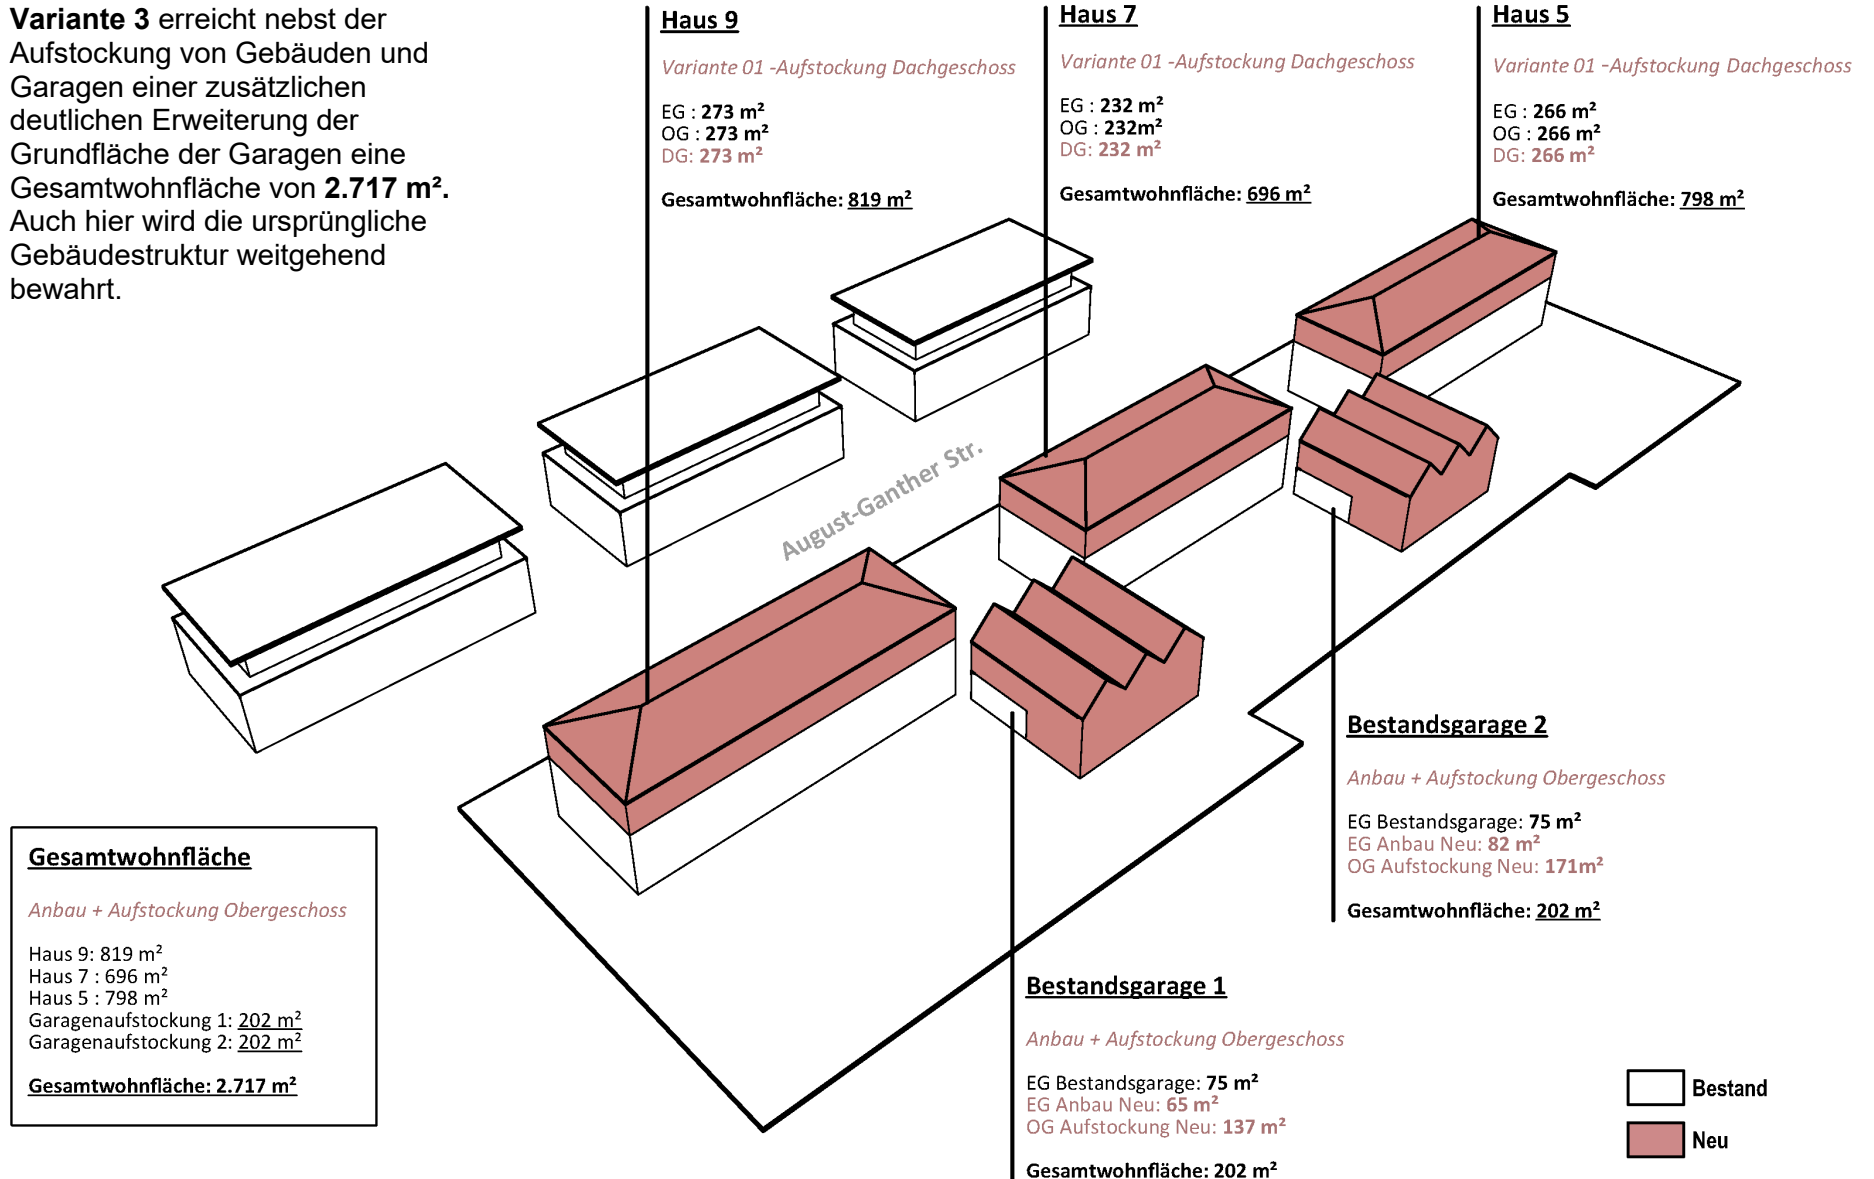 Variante 3 erreicht nebst der
Aufstockung von Gebäuden und
Garagen einer zusätzlichen
deutlichen Erweiterung der
Grundfläche der Garagen eine
Gesamtwohnfläche von 2.717 m².
Auch hier wird die ursprüngliche
Gebäudestruktur weitgehend
bewahrt.
Haus 9
Variante 01 -Aufstockung Dachgeschoss
EG : 273 m²
OG : 273 m²
DG: 273 m²
Gesamtwohnfläche: 819 m²
Haus 7
Variante 01 -Aufstockung Dachgeschoss
EG : 232 m²
OG : 232m²
DG: 232 m²
Gesamtwohnfläche: 696 m²
Haus 5
Variante 01 -Aufstockung Dachgeschoss
EG : 266 m²
OG : 266 m²
DG: 266 m²
Gesamtwohnfläche: 798 m²
August-Ganther Str.
Bestandsgarage 2
Anbau + Aufstockung Obergeschoss
EG Bestandsgarage: 75 m²
EG Anbau Neu: 82 m²
OG Aufstockung Neu: 171m²
Gesamtwohnfläche: 202 m²
Gesamtwohnfläche
Anbau + Aufstockung Obergeschoss
Haus 9: 819 m²
Haus 7 : 696 m²
Haus 5 : 798 m²
Garagenaufstockung 1: 202 m²
Garagenaufstockung 2: 202 m²
Gesamtwohnfläche: 2.717 m²
Bestandsgarage 1
Anbau + Aufstockung Obergeschoss
EG Bestandsgarage: 75 m²
EG Anbau Neu: 65 m²
OG Aufstockung Neu: 137 m²
Gesamtwohnfläche: 202 m²
Bestand
Neu